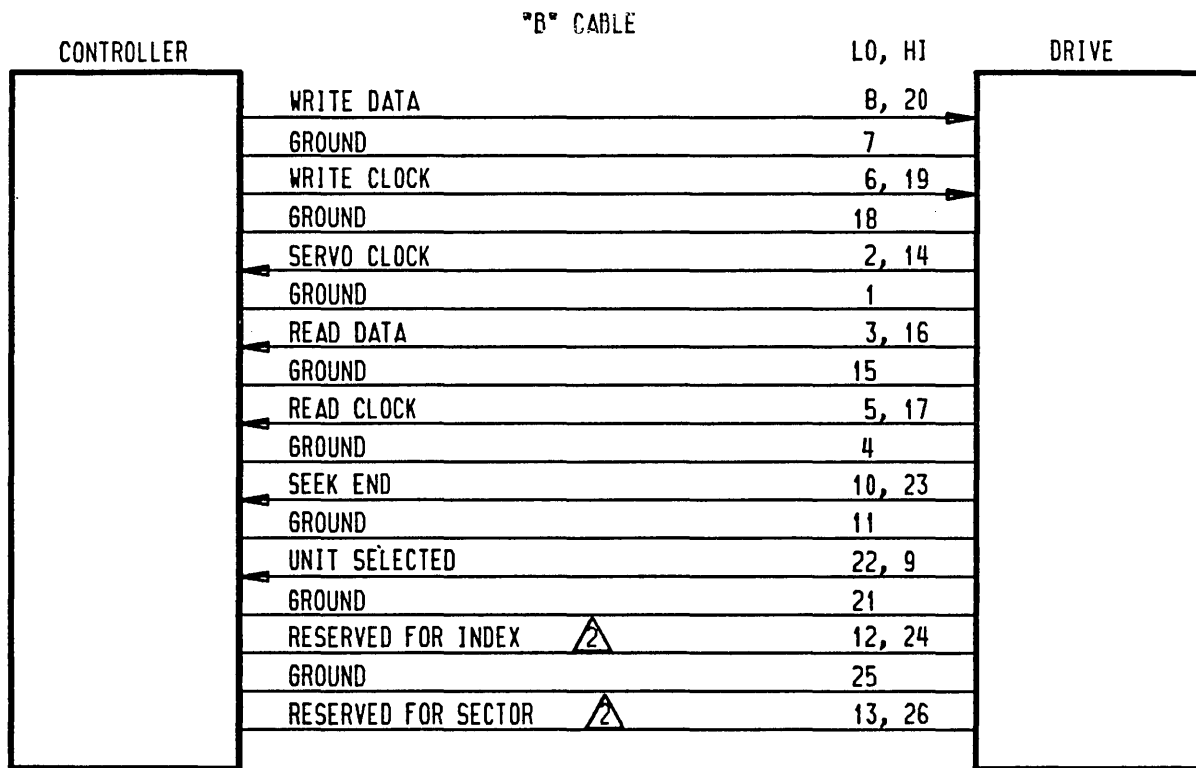 "B" CABLE
CONTROLLER LO, HI DRIVE
WRITE DATA 8, 20
GROUND 7
WRITE CLOCK 6, 19
GROUND 18
SERVO CLOCK 2, 14
GROUND 1
READ DATA 3, 16
GROUND 15
READ CLOCK 5, 17
GROUND 4
SEEK END 10, 23
GROUND 11
UNIT SELECTED 22, 9
GROUND 21
RESERVED FOR INDEX 2 12, 24
GROUND 25
RESERVED FOR SECTOR 2 13, 26